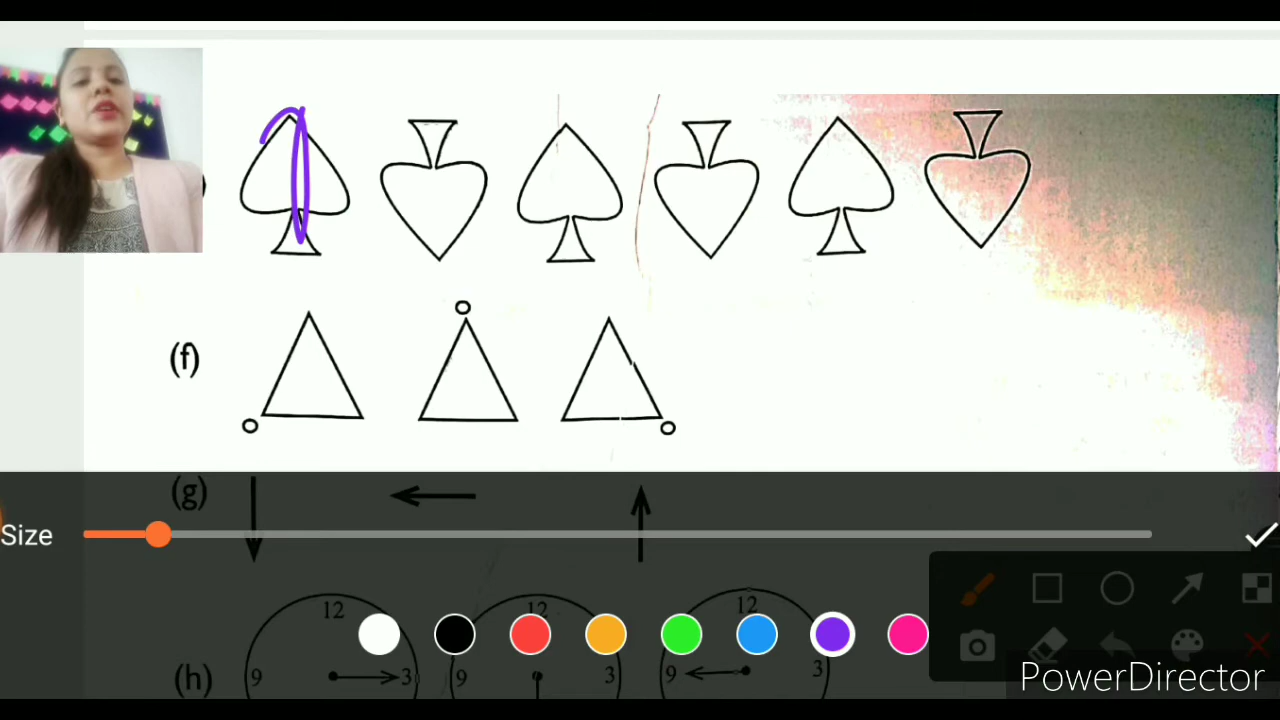 (f)
(g)
Size
12 12 12
(h) 9 3 9 3 9 3
PowerDirector